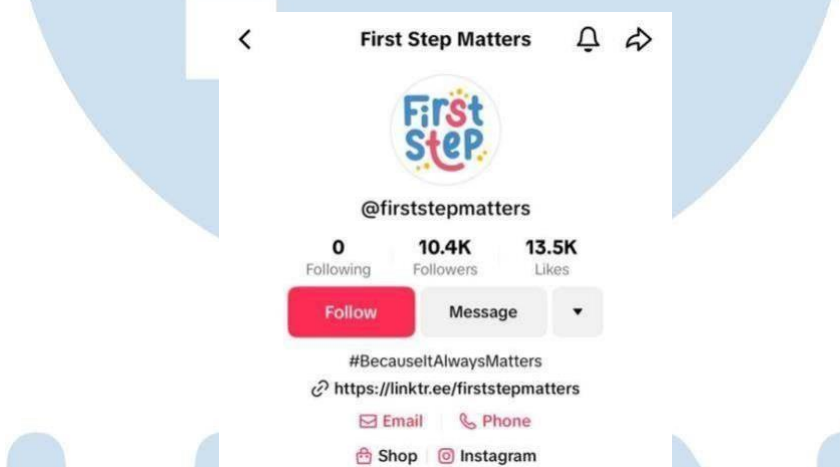 First Step Matters
First
Step
@firststepmatters
0 10.4K 13.5K
Following Followers Likes
Follow Message
#BecauseItAlwaysMatters
https://linktr.ee/firststepmatters
Email Phone
Shop Instagram